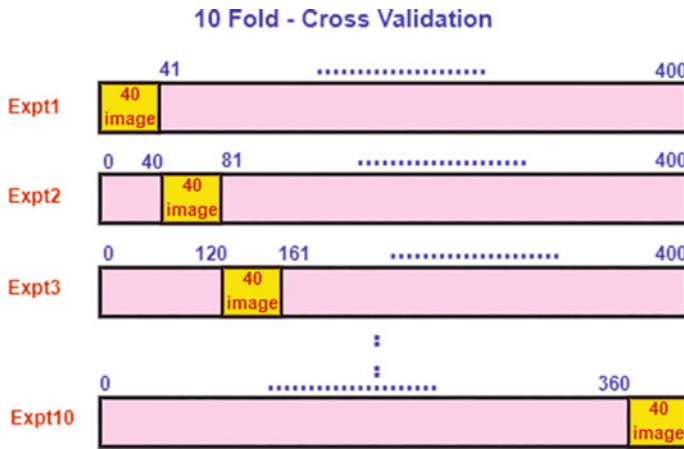 10 Fold - Cross Validation
41 ...................... 400
Expt1 40
image
0 40 81 ...................... 400
Expt2 40
image
0 120 161 ...................... 400
Expt3 40
image
0 ...................... 360
Expt10 40
image